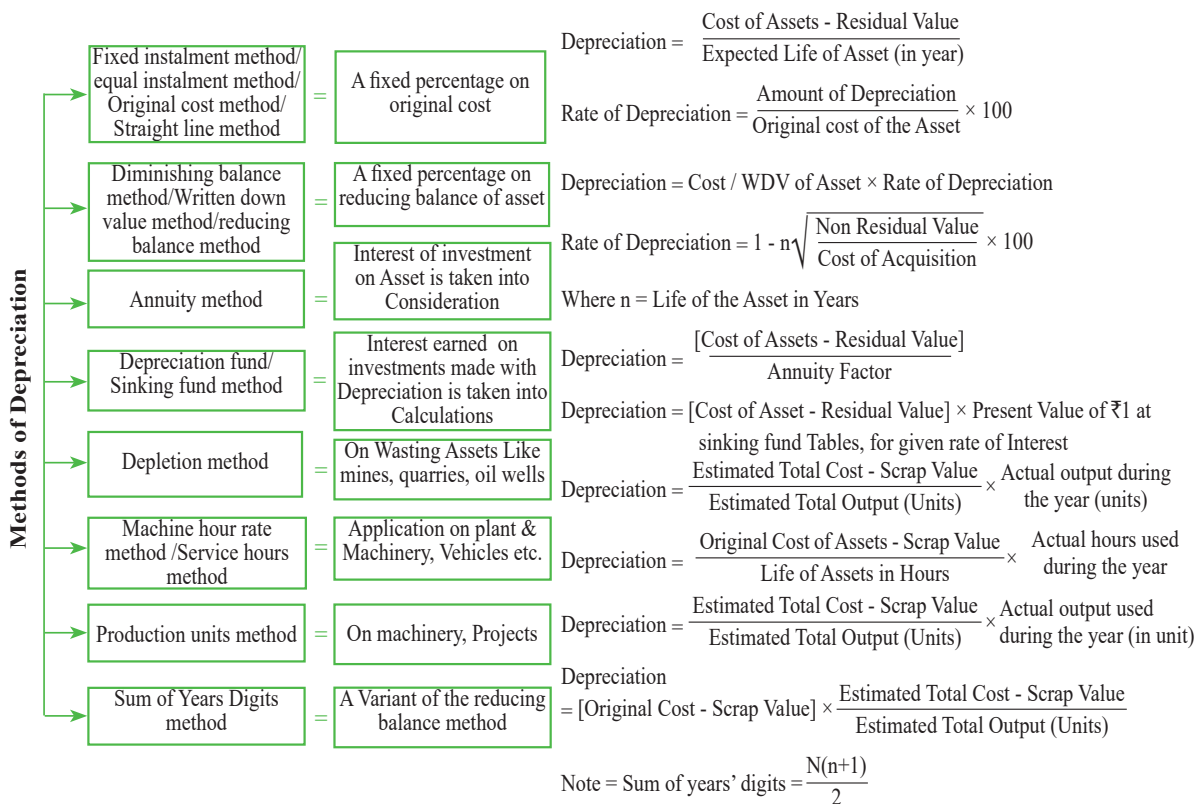 Methods of Depreciation
Fixed instalment method/
equal instalment method/
Original cost method/
Straight line method
=
A fixed percentage on
original cost
Depreciation = Cost of Assets - Residual Value / Expected Life of Asset (in year)
Rate of Depreciation = Amount of Depreciation / Original cost of the Asset × 100
Diminishing balance
method/Written down
value method/reducing
balance method
=
A fixed percentage on
reducing balance of asset
Depreciation = Cost / WDV of Asset × Rate of Depreciation
Rate of Depreciation = 1 - n√(Non Residual Value / Cost of Acquisition) × 100
Where n = Life of the Asset in Years
Annuity method
=
Interest of investment
on Asset is taken into
Consideration
Depreciation = [Cost of Assets - Residual Value] / Annuity Factor
Depreciation fund/
Sinking fund method
=
Interest earned on
investments made with
Depreciation is taken into
Calculations
Depreciation = [Cost of Asset - Residual Value] × Present Value of ₹1 at
sinking fund Tables, for given rate of Interest
Depletion method
=
On Wasting Assets Like
mines, quarries, oil wells
Depreciation = Estimated Total Cost - Scrap Value / Estimated Total Output (Units) × Actual output during
the year (units)
Machine hour rate
method /Service hours
method
=
Application on plant &
Machinery, Vehicles etc.
Depreciation = Original Cost of Assets - Scrap Value / Life of Assets in Hours × Actual hours used
during the year
Production units method
=
On machinery, Projects
Depreciation = Estimated Total Cost - Scrap Value / Estimated Total Output (Units) × Actual output used
during the year (in unit)
Sum of Years Digits
method
=
A Variant of the reducing
balance method
Depreciation
= [Original Cost - Scrap Value] × Estimated Total Cost - Scrap Value / Estimated Total Output (Units)
Note = Sum of years' digits = N(n+1) / 2